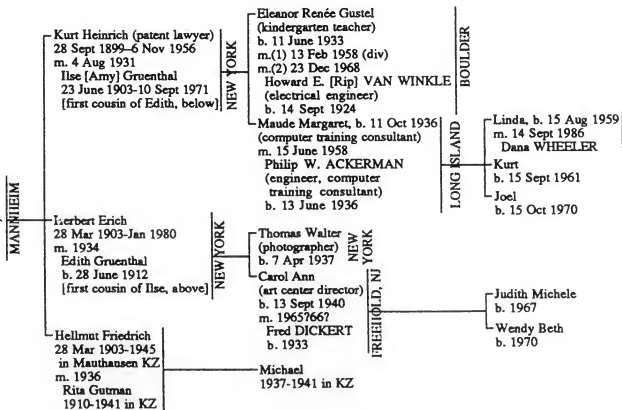 MANNHEIM
Kurt Heinrich (patent lawyer)
28 Sept 1899–6 Nov 1956
m. 4 Aug 1931
Ilse [Amy] Gruenthal
23 June 1903-10 Sept 1971
[first cousin of Edith, below]
NEW YORK
Eleanor Renée Gustel
(kindergarten teacher)
b. 11 June 1933
m.(1) 13 Feb 1958 (div)
m.(2) 23 Dec 1968
Howard E. [Rip] VAN WINKLE
(electrical engineer)
b. 14 Sept 1924
BOULDER
Maude Margaret, b. 11 Oct 1936
(computer training consultant)
m. 15 June 1958
Philip W. ACKERMAN
(engineer, computer
training consultant)
b. 13 June 1936
LONG ISLAND
Linda, b. 15 Aug 1959
m. 14 Sept 1986
Dana WHEELER
Kurt
b. 15 Sept 1961
Joel
b. 15 Oct 1970
Herbert Erich
28 Mar 1903-Jan 1980
m. 1934
Edith Gruenthal
b. 28 June 1912
[first cousin of Ilse, above]
NEW YORK
Thomas Walter
(photographer)
b. 7 Apr 1937
NEW
YORK
Carol Ann
(art center director)
b. 13 Sept 1940
m. 1965?66?
Fred DICKERT
b. 1933
FREEHOLD, NJ
Judith Michele
b. 1967
Wendy Beth
b. 1970
Hellmut Friedrich
28 Mar 1903-1945
in Mauthausen KZ
m. 1936
Rita Gutman
1910-1941 in KZ
Michael
1937-1941 in KZ